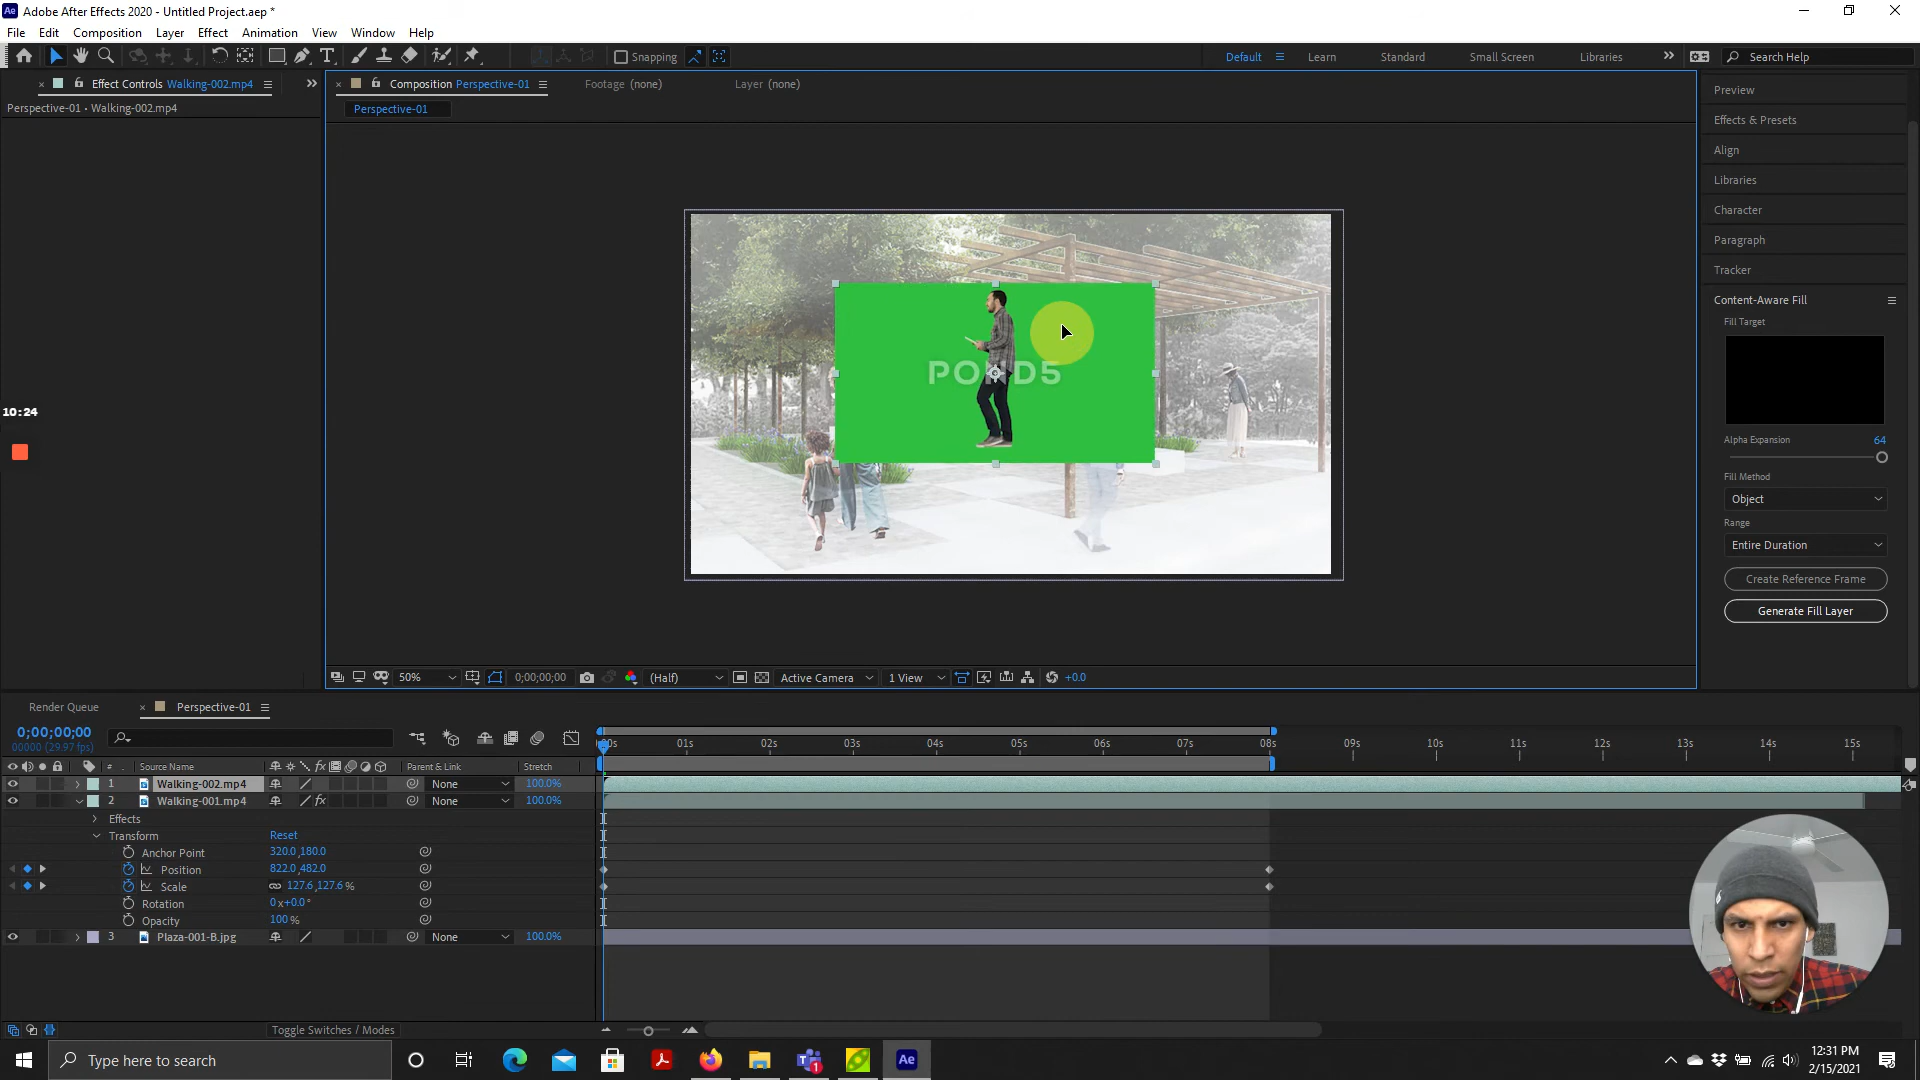 Ae Adobe After Effects 2020 - Untitled Project.aep *
File Edit Composition Layer Effect Animation View Window Help
Snapping Default Learn Standard Small Screen Libraries Search Help
Effect Controls Walking-002.mp4
Composition Perspective-01
Footage (none)
Layer (none)
Perspective-01 • Walking-002.mp4
Perspective-01
POND5
10:24
Preview
Effects & Presets
Align
Libraries
Character
Paragraph
Tracker
Content-Aware Fill
Fill Target
Alpha Expansion 64
Fill Method
Object
Range
Entire Duration
Create Reference Frame
Generate Fill Layer
50% 0;00;00;00 (Half) Active Camera 1 View +0.0
Render Queue Perspective-01
0;00;00;00
00000 (29.97 fps)
:00s 01s 02s 03s 04s 05s 06s 07s 08s 09s 10s 11s 12s 13s 14s 15s
# Source Name Parent & Link Stretch
1 Walking-002.mp4 None 100.0%
2 Walking-001.mp4 fx None 100.0%
Effects
Transform Reset
Anchor Point 320.0,180.0
Position 822.0,482.0
Scale 127.6,127.6%
Rotation 0x+0.0°
Opacity 100%
3 Plaza-001-B.jpg None 100.0%
Toggle Switches / Modes
Type here to search
Ae
12:31 PM
2/15/2021